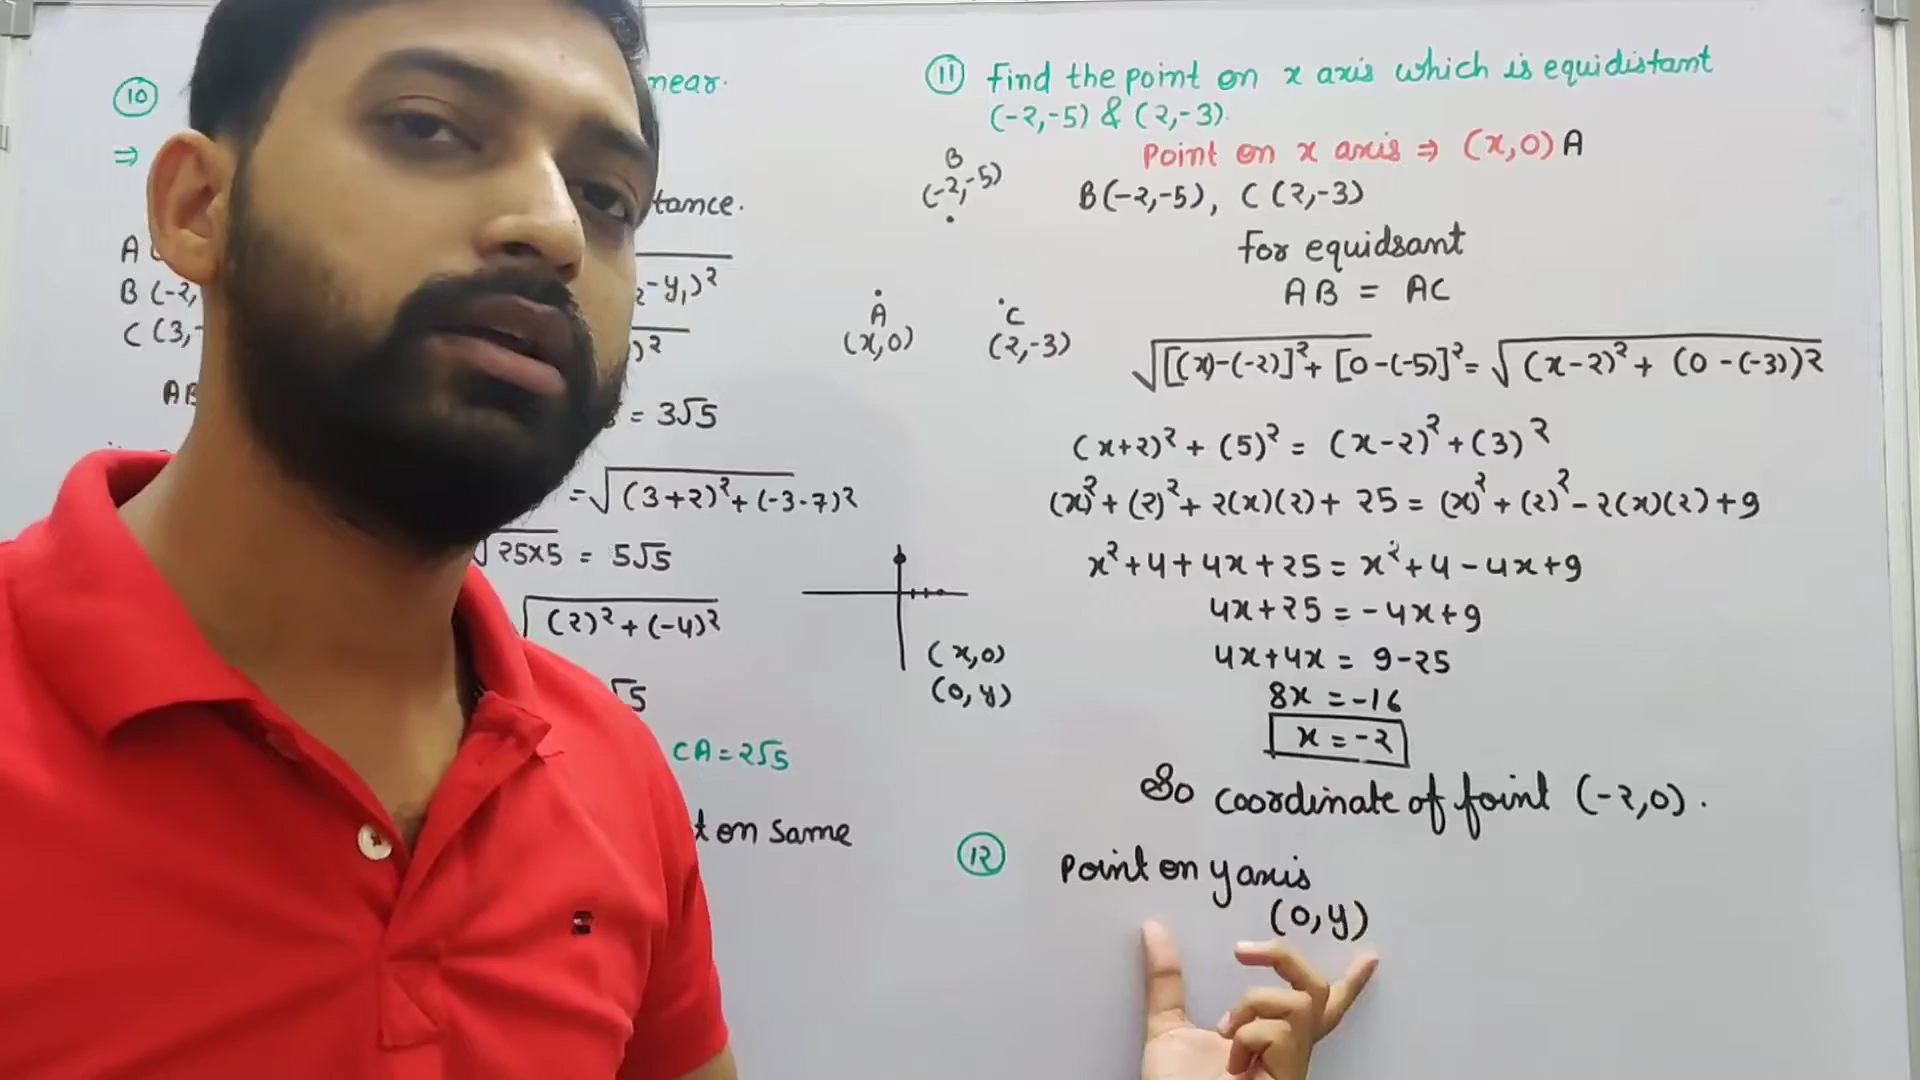 10
near.
⇒
tance.
A
B (-2,
₂-y₁)²
C (3,-
)²
AB
= 3√5
=√(3+2)²+(-3-7)²
√25×5 = 5√5
√(2)²+(-4)²
√5
CA=2√5
t on same
(x,0)
(0,y)
11 Find the point on x axis which is equidistant
(-2,-5) & (2,-3).
Point on x axis ⇒ (x,0) A
B
(-2,-5)
A
(x,0)
C
(2,-3)
B(-2,-5), C (2,-3)
For equidsant
AB = AC
√[(x)-(-2)]²+[0-(-5)]² = √(x-2)²+(0-(-3))2
(x+2)²+(5)² = (x-2)²+(3)²
(x)²+(2)²+2(x)(2)+25 = (x)²+(2)²-2(x)(2)+9
x²+4+4x+25 = x²+4-4x+9
4x+25 = -4x+9
4x+4x = 9-25
8x = -16
x = -2
So coordinate of point (-2,0).
12 Point on y axis
(0,y)